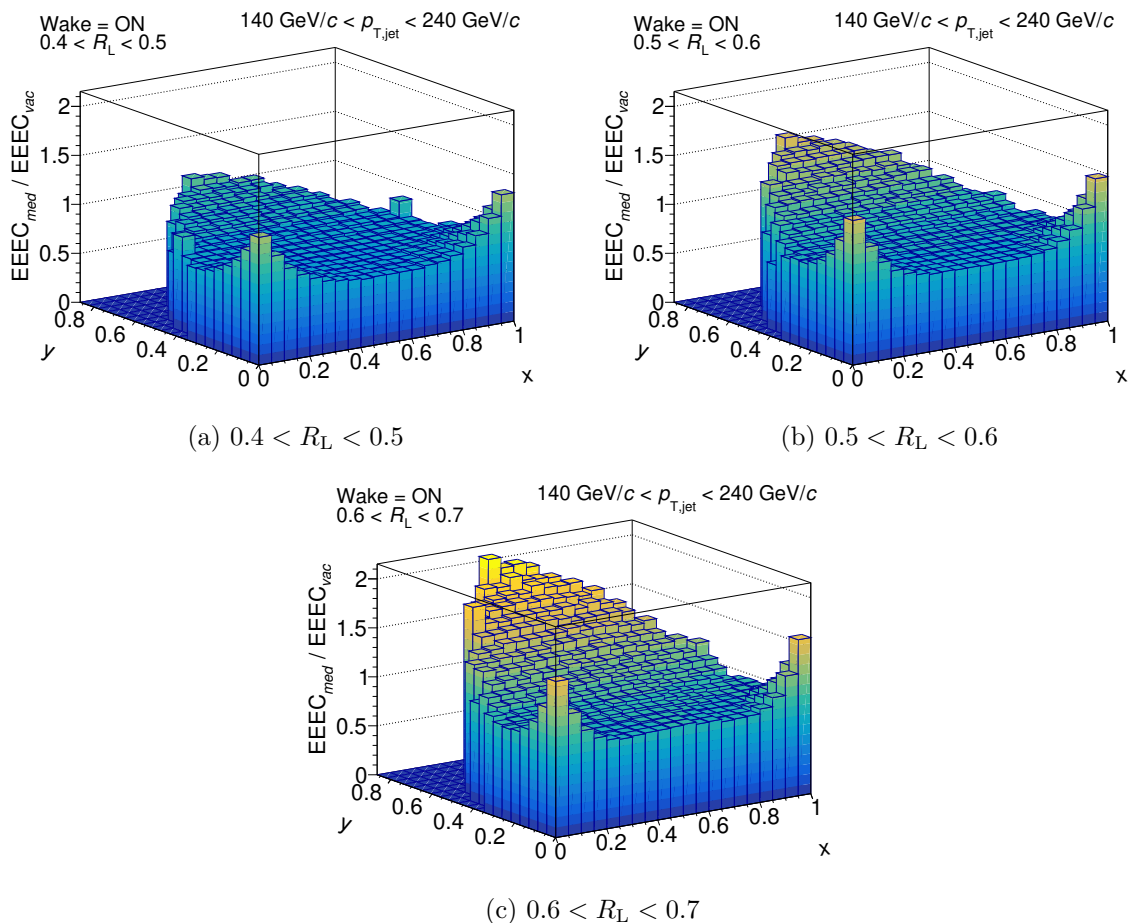 Wake = ON
0.4 < R_L < 0.5
140 GeV/c < p_T,jet < 240 GeV/c
EEEC_med / EEEC_vac
2
1.5
1
0.5
0
0.8
0.6
0.4
0.2
0
y
0
0.2
0.4
0.6
0.8
1
x
(a) 0.4 < R_L < 0.5
Wake = ON
0.5 < R_L < 0.6
140 GeV/c < p_T,jet < 240 GeV/c
EEEC_med / EEEC_vac
2
1.5
1
0.5
0
0.8
0.6
0.4
0.2
0
y
0
0.2
0.4
0.6
0.8
1
x
(b) 0.5 < R_L < 0.6
Wake = ON
0.6 < R_L < 0.7
140 GeV/c < p_T,jet < 240 GeV/c
EEEC_med / EEEC_vac
2
1.5
1
0.5
0
0.8
0.6
0.4
0.2
0
y
0
0.2
0.4
0.6
0.8
1
x
(c) 0.6 < R_L < 0.7